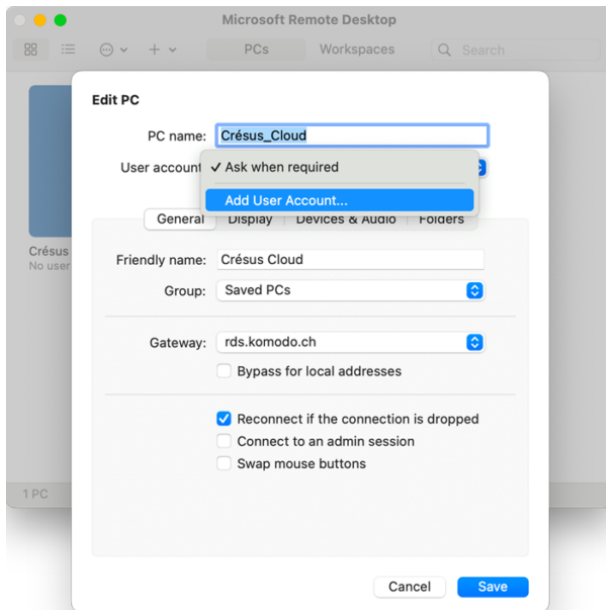 Microsoft Remote Desktop
PCs Workspaces Search
Edit PC
PC name: Crésus_Cloud
User account ✓ Ask when required
Add User Account...
General Display Devices & Audio Folders
Crésus
No user
Friendly name: Crésus Cloud
Group: Saved PCs
Gateway: rds.komodo.ch
Bypass for local addresses
Reconnect if the connection is dropped
Connect to an admin session
Swap mouse buttons
1 PC
Cancel Save